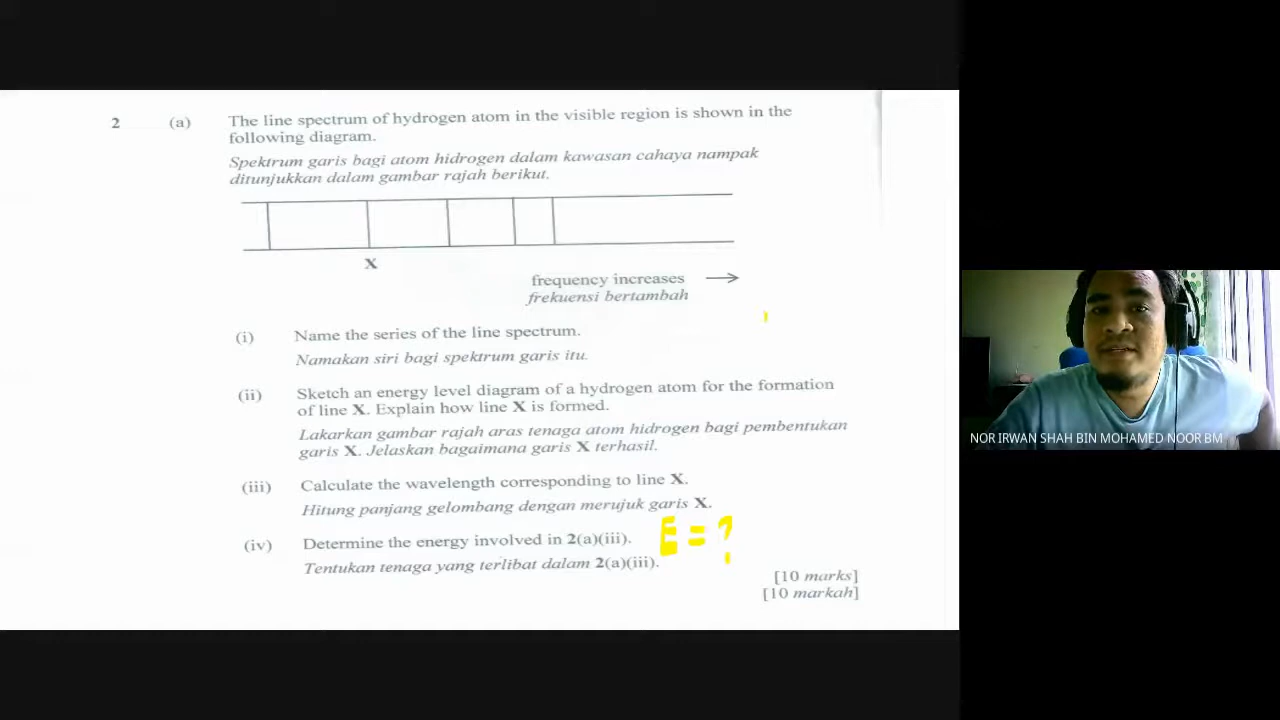 2 (a) The line spectrum of hydrogen atom in the visible region is shown in the
following diagram.
Spektrum garis bagi atom hidrogen dalam kawasan cahaya nampak
ditunjukkan dalam gambar rajah berikut.
X
frequency increases
frekuensi bertambah
(i) Name the series of the line spectrum.
Namakan siri bagi spektrum garis itu.
(ii) Sketch an energy level diagram of a hydrogen atom for the formation
of line X. Explain how line X is formed.
Lakarkan gambar rajah aras tenaga atom hidrogen bagi pembentukan
garis X. Jelaskan bagaimana garis X terhasil.
(iii) Calculate the wavelength corresponding to line X.
Hitung panjang gelombang dengan merujuk garis X.
(iv) Determine the energy involved in 2(a)(iii). E = ?
Tentukan tenaga yang terlibat dalam 2(a)(iii).
[10 marks]
[10 markah]
NOR IRWAN SHAH BIN MOHAMED NOOR BM